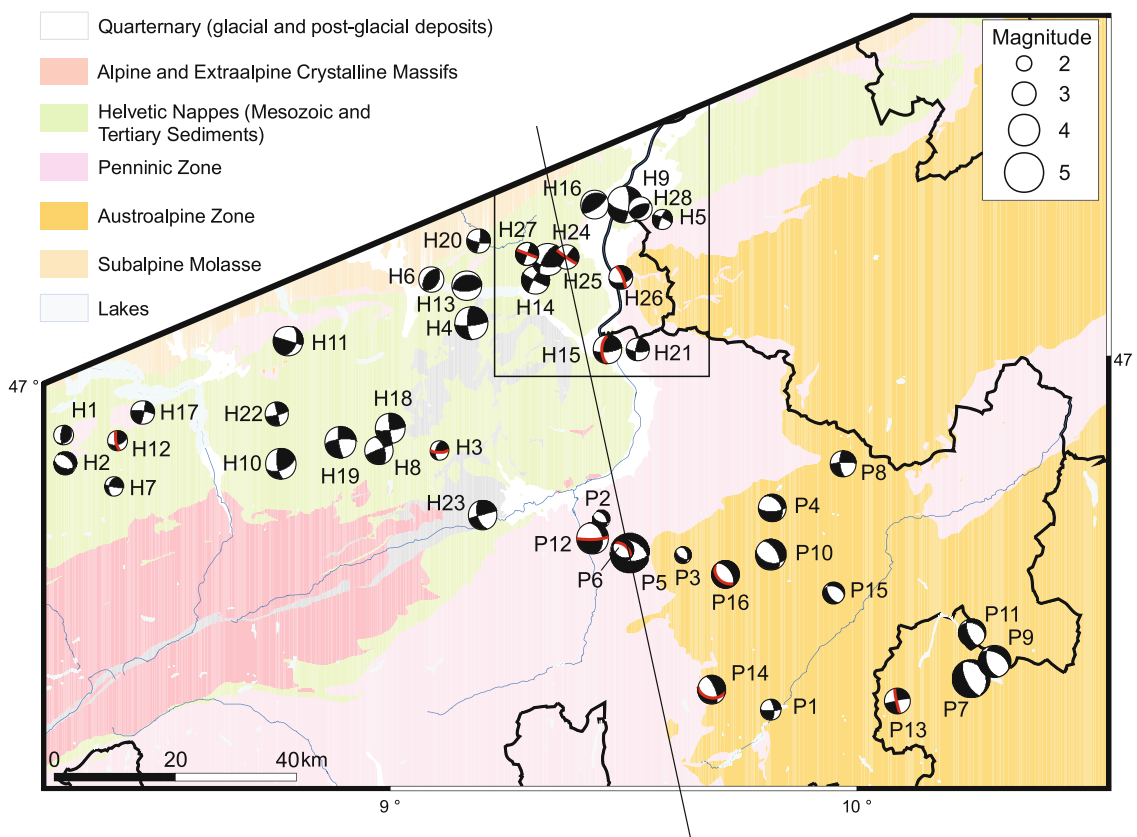 Quarternary (glacial and post-glacial deposits)
Alpine and Extraalpine Crystalline Massifs
Helvetic Nappes (Mesozoic and
Tertiary Sediments)
Penninic Zone
Austroalpine Zone
Subalpine Molasse
Lakes
Magnitude
2
3
4
5
H16
H9
H28
H5
H20
H27
H24
H6
H25
H26
H13
H14
H4
H11
H15
H21
47 °
47
H1
H17
H22
H18
H12
H2
H10
H19
H8
H3
H7
P8
H23
P2
P4
P12
P10
P6
P5
P3
P16
P15
P11
P9
P14
P1
P7
P13
0
20
40 km
9 °
10 °